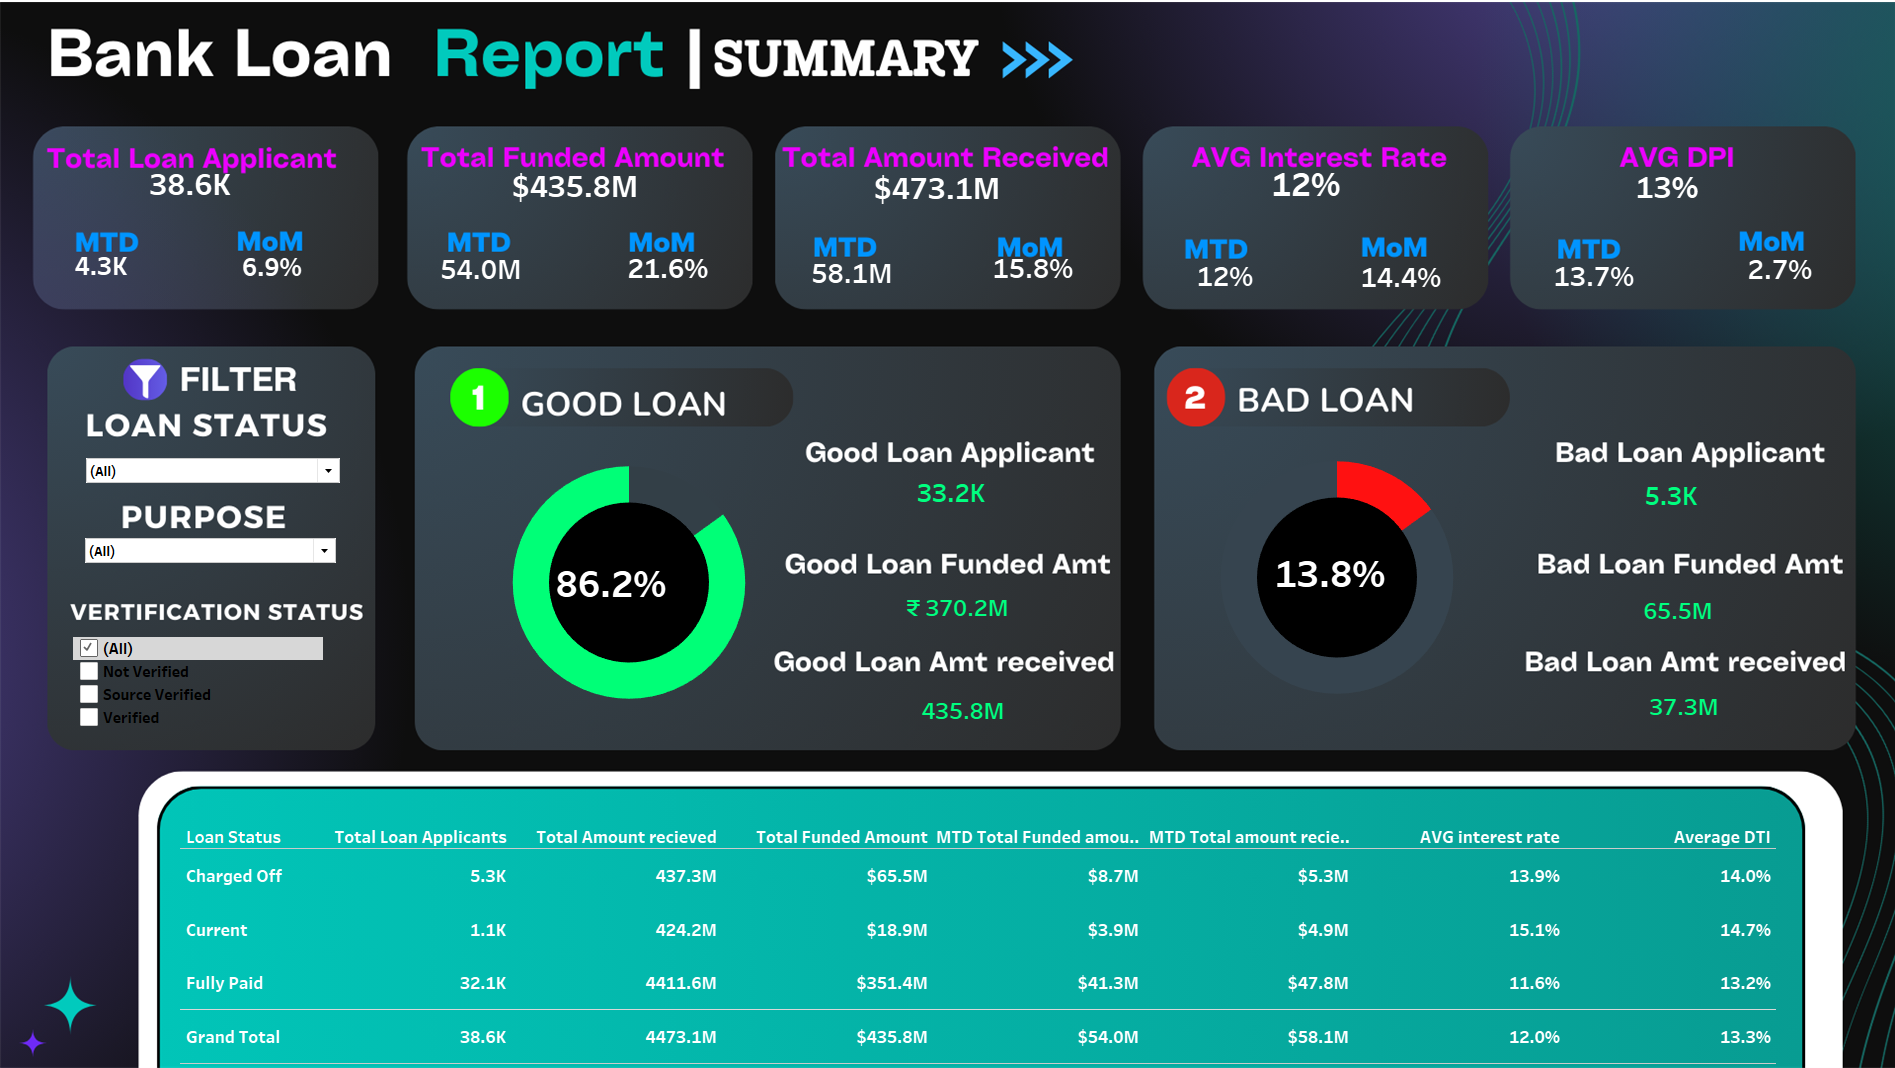 Bank Loan Report | SUMMARY >>>
Total Loan Applicant
38.6K
MTD MoM
4.3K 6.9%
Total Funded Amount
$435.8M
MTD MoM
54.0M 21.6%
Total Amount Received
$473.1M
MTD MoM
58.1M 15.8%
AVG Interest Rate
12%
MTD MoM
12% 14.4%
AVG DPI
13%
MTD MoM
13.7% 2.7%
FILTER
LOAN STATUS
(All)
PURPOSE
(All)
VERTIFICATION STATUS
(All)
Not Verified
Source Verified
Verified
1 GOOD LOAN
86.2%
Good Loan Applicant
33.2K
Good Loan Funded Amt
₹ 370.2M
Good Loan Amt received
435.8M
2 BAD LOAN
13.8%
Bad Loan Applicant
5.3K
Bad Loan Funded Amt
65.5M
Bad Loan Amt received
37.3M
Loan Status Total Loan Applicants Total Amount recieved Total Funded Amount MTD Total Funded amou.. MTD Total amount recie.. AVG interest rate Average DTI
Charged Off 5.3K 437.3M $65.5M $8.7M $5.3M 13.9% 14.0%
Current 1.1K 424.2M $18.9M $3.9M $4.9M 15.1% 14.7%
Fully Paid 32.1K 4411.6M $351.4M $41.3M $47.8M 11.6% 13.2%
Grand Total 38.6K 4473.1M $435.8M $54.0M $58.1M 12.0% 13.3%